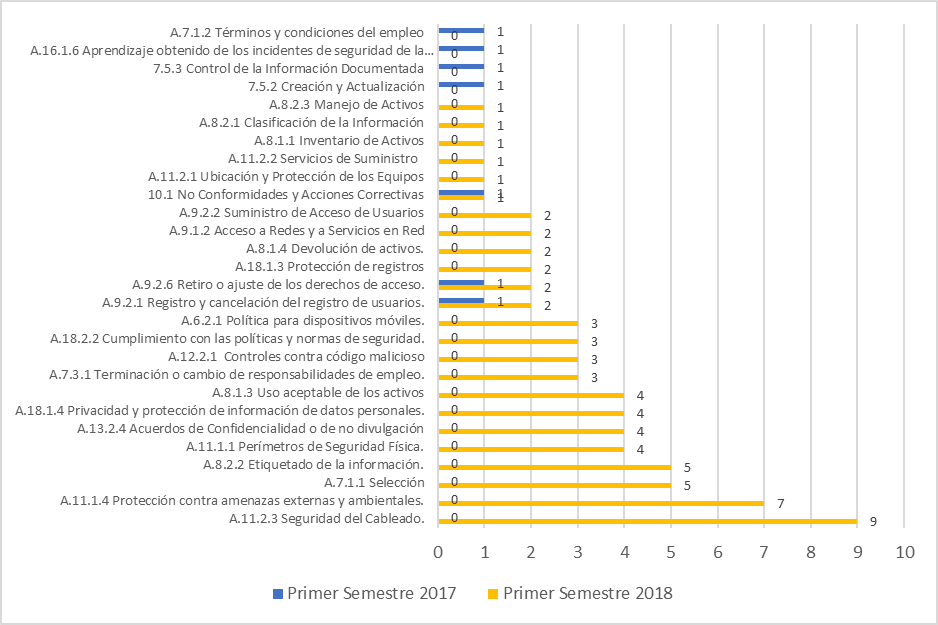 A.7.1.2 Términos y condiciones del empleo 1 0
A.16.1.6 Aprendizaje obtenido de los incidentes de seguridad de la... 1 0
7.5.3 Control de la Información Documentada 1 0
7.5.2 Creación y Actualización 1 0
A.8.2.3 Manejo de Activos 0 1
A.8.2.1 Clasificación de la Información 0 1
A.8.1.1 Inventario de Activos 0 1
A.11.2.2 Servicios de Suministro 0 1
A.11.2.1 Ubicación y Protección de los Equipos 0 1
10.1 No Conformidades y Acciones Correctivas 1 1
A.9.2.2 Suministro de Acceso de Usuarios 0 2
A.9.1.2 Acceso a Redes y a Servicios en Red 0 2
A.8.1.4 Devolución de activos. 0 2
A.18.1.3 Protección de registros 0 2
A.9.2.6 Retiro o ajuste de los derechos de acceso. 1 2
A.9.2.1 Registro y cancelación del registro de usuarios. 1 2
A.6.2.1 Política para dispositivos móviles. 0 3
A.18.2.2 Cumplimiento con las políticas y normas de seguridad. 0 3
A.12.2.1 Controles contra código malicioso 0 3
A.7.3.1 Terminación o cambio de responsabilidades de empleo. 0 3
A.8.1.3 Uso aceptable de los activos 0 4
A.18.1.4 Privacidad y protección de información de datos personales. 0 4
A.13.2.4 Acuerdos de Confidencialidad o de no divulgación 0 4
A.11.1.1 Perímetros de Seguridad Física. 0 4
A.8.2.2 Etiquetado de la información. 0 5
A.7.1.1 Selección 0 5
A.11.1.4 Protección contra amenazas externas y ambientales. 0 7
A.11.2.3 Seguridad del Cableado. 0 9
0 1 2 3 4 5 6 7 8 9 10
Primer Semestre 2017 Primer Semestre 2018